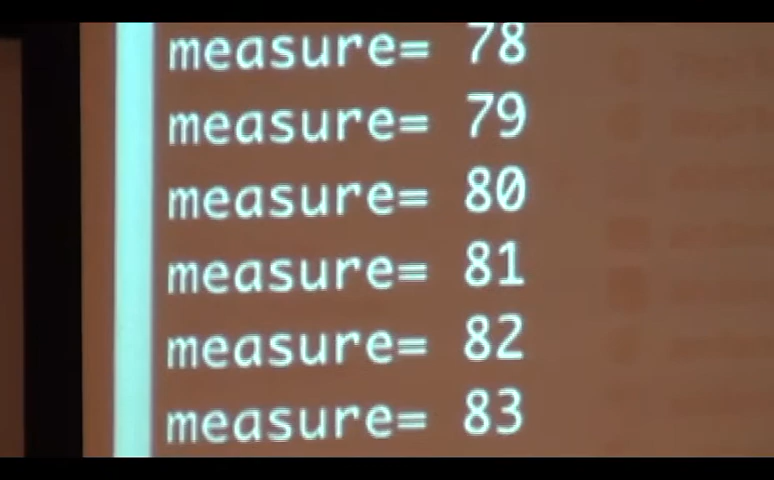 measure= 78
measure= 79
measure= 80
measure= 81
measure= 82
measure= 83